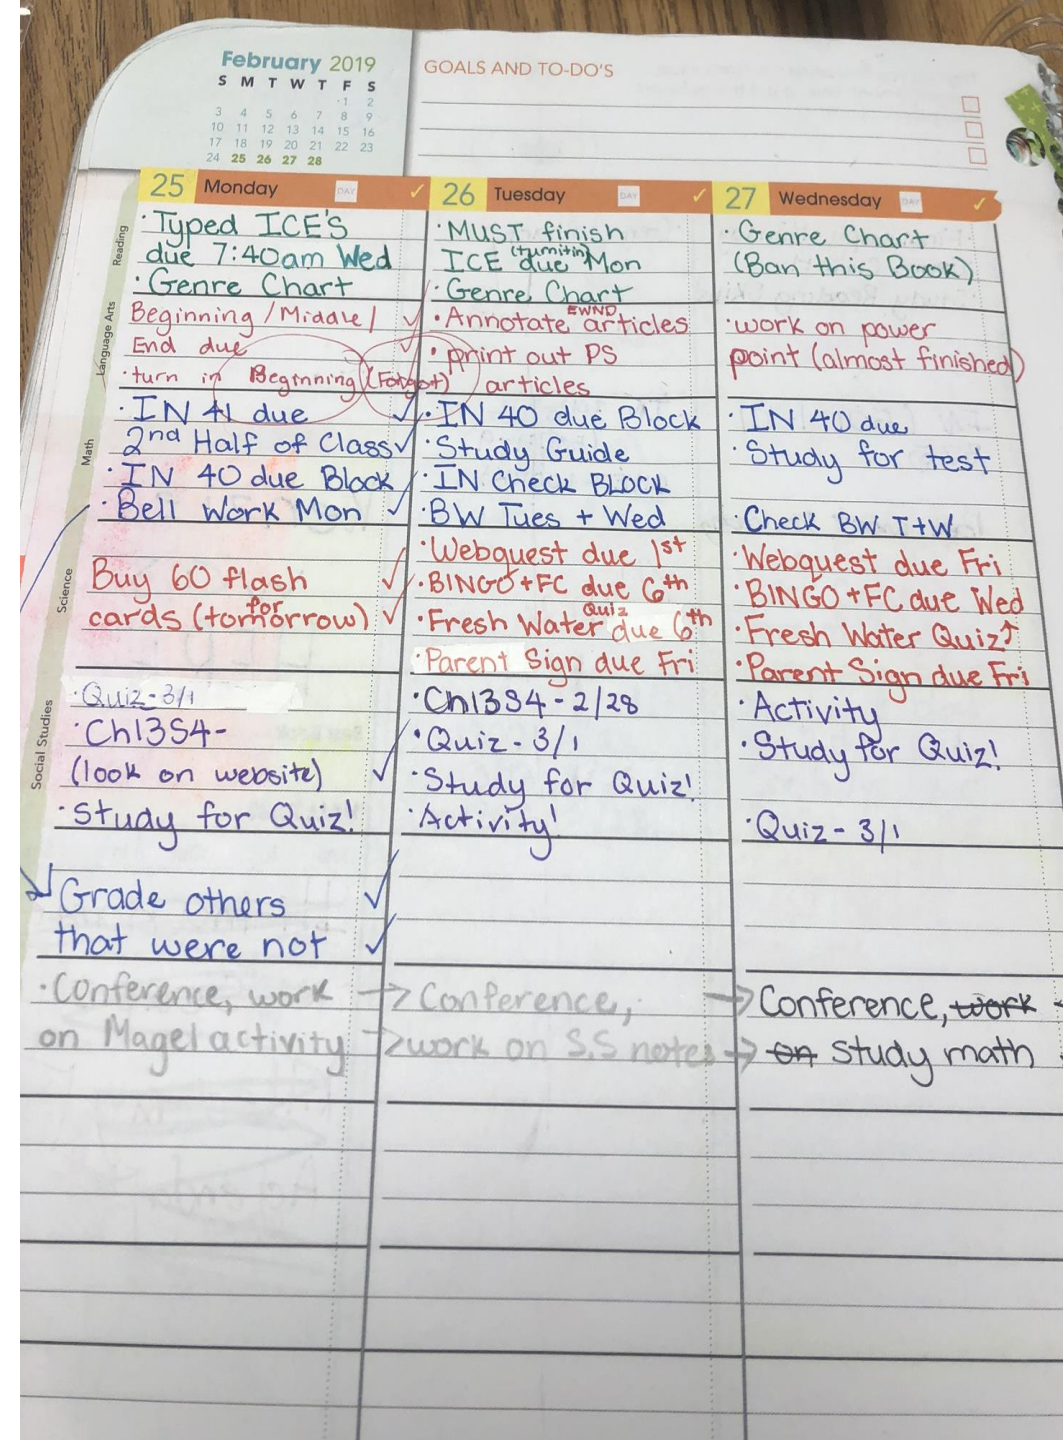 February 2019
S M T W T F S
1 2
3 4 5 6 7 8 9
10 11 12 13 14 15 16
17 18 19 20 21 22 23
24 25 26 27 28
GOALS AND TO-DO'S
25 Monday DAY ✓
Reading
· Typed ICE'S
due 7:40am Wed
· Genre Chart
Language Arts
Beginning/Middle/
End due
· turn in Beginning (Forgot)
Math
· IN 41 due
2nd Half of Class
· IN 40 due Block
· Bell Work Mon
Science
Buy 60 flash
cards (for tomorrow)
Social Studies
· Quiz - 3/1
· Ch13S4-
(look on website)
· Study for Quiz!
Grade others
that were not
· Conference, work
on Magel activity
26 Tuesday DAY ✓
· MUST finish
ICE (turnitin) due Mon
· Genre Chart
· Annotate EWND articles
· print out PS
articles
· IN 40 due Block
· Study Guide
· IN Check BLOCK
· BW Tues + Wed
· Webquest due 1st
· BINGO + FC due 6th
· Fresh Water Quiz due 6th
· Parent Sign due Fri
· Ch13S4 - 2/28
· Quiz - 3/1
· Study for Quiz!
· Activity!
→ Conference,
→ work on S.S notes
27 Wednesday DAY ✓
· Genre Chart
(Ban this Book)
· work on power
point (almost finished)
· IN 40 due
· Study for test
· Check BW T+W
· Webquest due Fri
· BINGO + FC due Wed
· Fresh Water Quiz↑
· Parent Sign due Fri
· Activity
· Study for Quiz!
· Quiz - 3/1
→ Conference, work
→ on study math